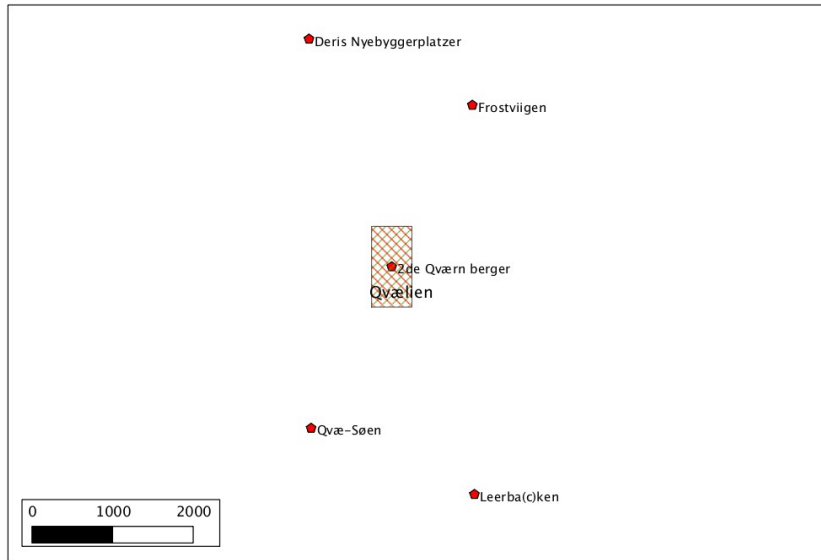 Deris Nyebyggerplatzer
Frostviigen
2de Qværn berger
Qvælien
Qvæ-Søen
Leerba(c)ken
0 1000 2000